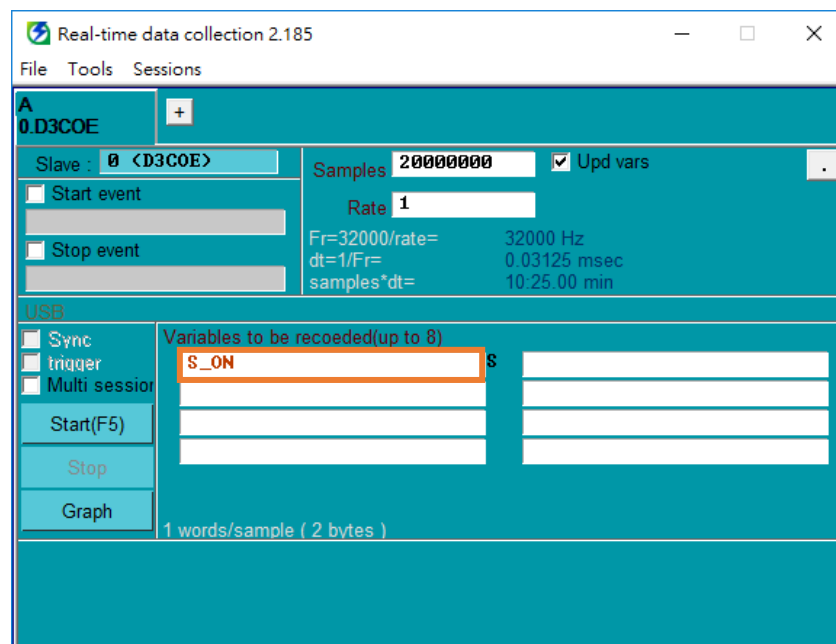 Real-time data collection 2.185
File Tools Sessions
A
0.D3COE
+
Slave : 0 (D3COE)
Samples 20000000
Upd vars
.
Start event
Rate 1
Stop event
Fr=32000/rate= 32000 Hz
dt=1/Fr= 0.03125 msec
samples*dt= 10:25.00 min
USB
Sync
trigger
Multi session
Variables to be recoeded(up to 8)
S_ON S
Start(F5)
Stop
Graph
1 words/sample ( 2 bytes )